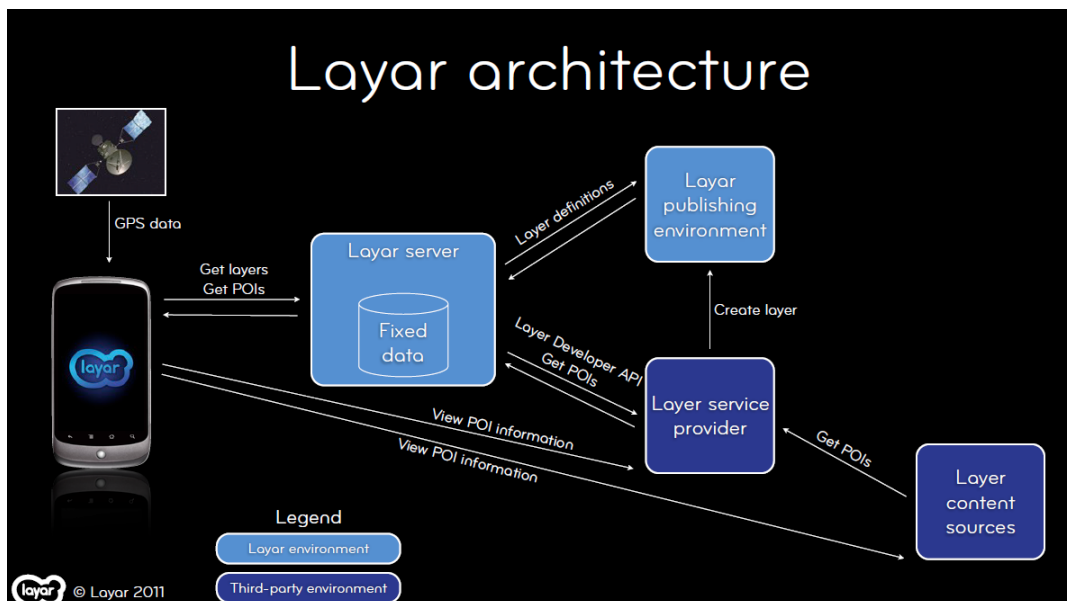 Layar architecture
GPS data
Layar
publishing
environment
Layer definitions
Layar server
Get layers
Get POIs
Fixed
data
Create layer
layar
Layer Developer API
Get POIs
Layer service
provider
View POI information
View POI information
Get POIs
Layer
content
sources
Legend
Layar environment
Third-party environment
layar
© Layar 2011